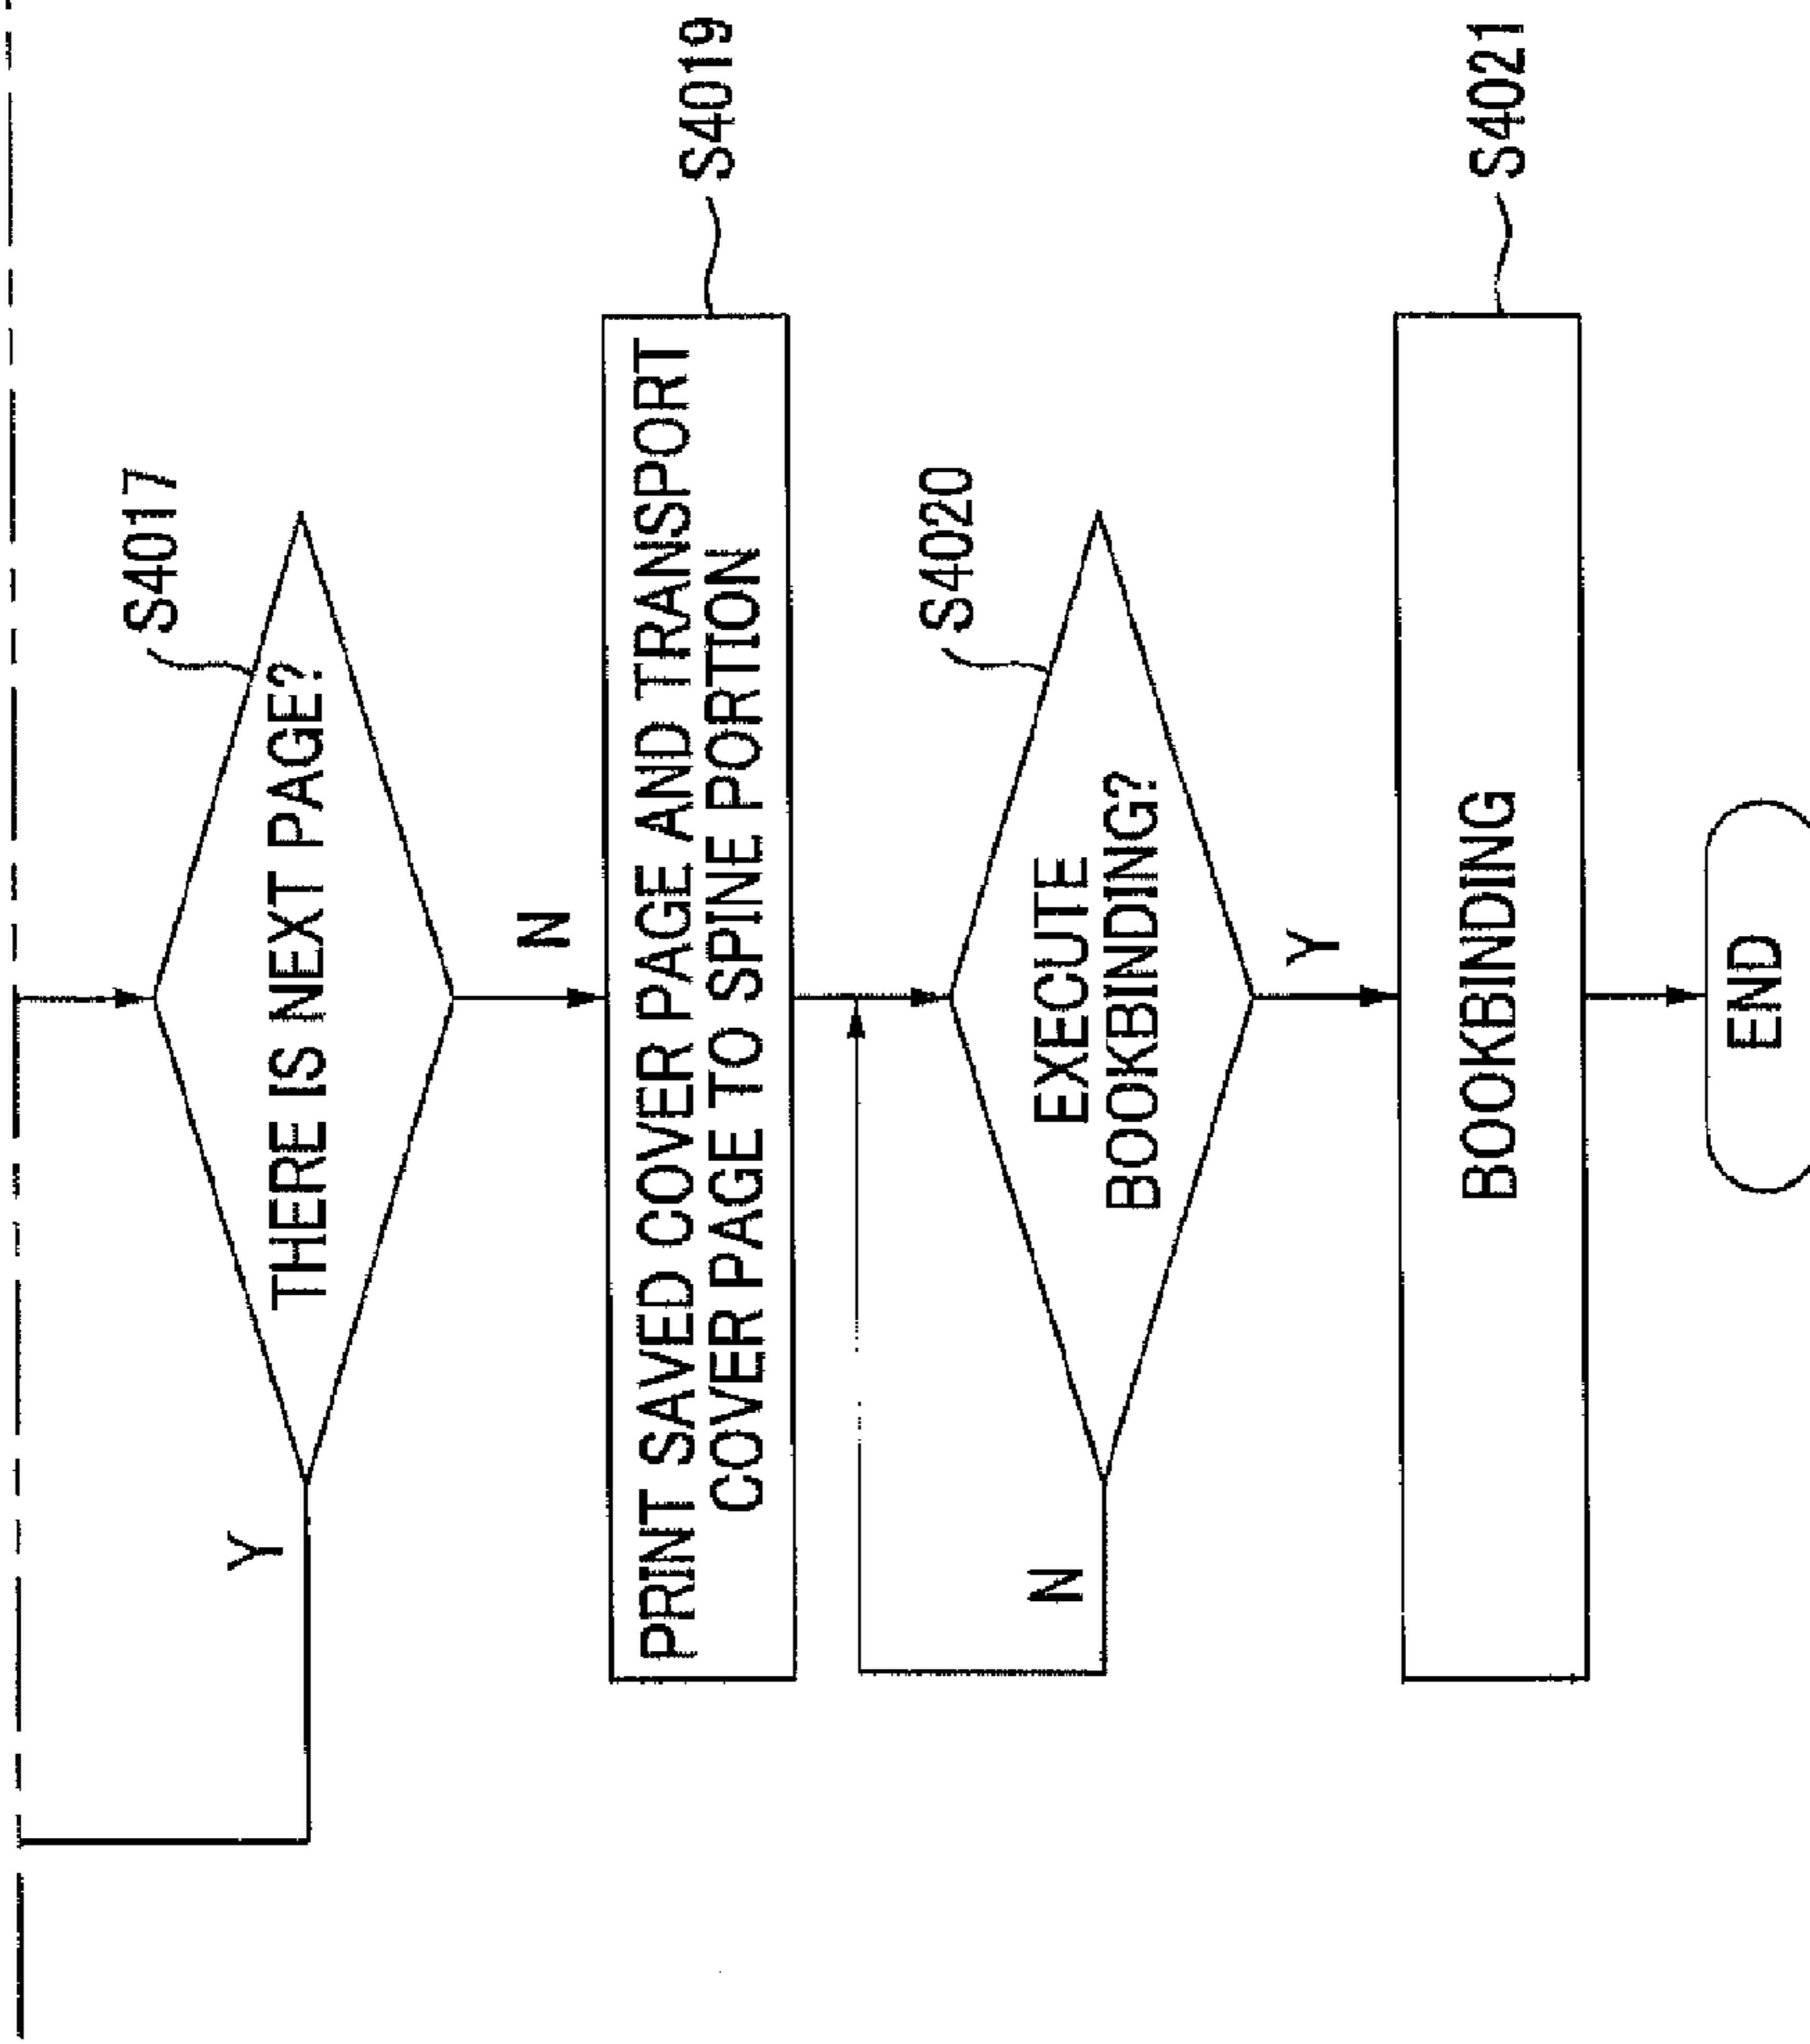 S4017
THERE IS NEXT PAGE?
Y
N
S4019
PRINT SAVED COVER PAGE AND TRANSPORT
COVER PAGE TO SPINE PORTION
S4020
EXECUTE
BOOKBINDING?
N
Y
S4021
BOOKBINDING
END